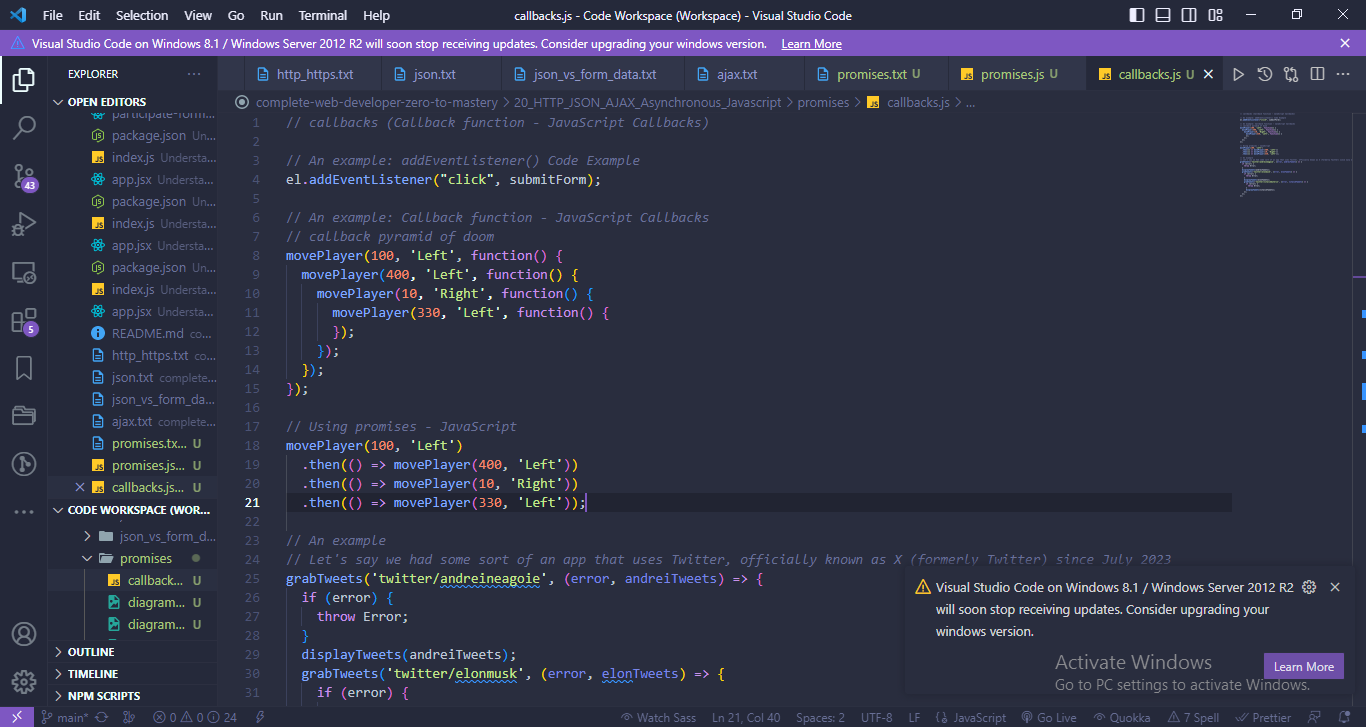 File Edit Selection View Go Run Terminal Help
callbacks.js - Code Workspace (Workspace) - Visual Studio Code
Visual Studio Code on Windows 8.1 / Windows Server 2012 R2 will soon stop receiving updates. Consider upgrading your windows version. Learn More
EXPLORER
http_https.txt json.txt json_vs_form_data.txt ajax.txt promises.txt U promises.js U callbacks.js U
OPEN EDITORS
participate-form...
package.json Un...
index.js Understa...
app.jsx Understa...
package.json Un...
index.js Understa...
app.jsx Understa...
package.json Un...
index.js Understa...
app.jsx Understa...
README.md co...
http_https.txt co...
json.txt complete...
json_vs_form_da...
ajax.txt complete...
promises.tx... U
promises.js... U
callbacks.js... U
CODE WORKSPACE (WOR...
json_vs_form_d...
promises
callback... U
diagram... U
diagram... U
OUTLINE
TIMELINE
NPM SCRIPTS
43
5
complete-web-developer-zero-to-mastery > 20_HTTP_JSON_AJAX_Asynchronous_Javascript > promises > callbacks.js > ...
1 // callbacks (Callback function - JavaScript Callbacks)
2
3 // An example: addEventListener() Code Example
4 el.addEventListener("click", submitForm);
5
6 // An example: Callback function - JavaScript Callbacks
7 // callback pyramid of doom
8 movePlayer(100, 'Left', function() {
9   movePlayer(400, 'Left', function() {
10     movePlayer(10, 'Right', function() {
11       movePlayer(330, 'Left', function() {
12       });
13     });
14   });
15 });
16
17 // Using promises - JavaScript
18 movePlayer(100, 'Left')
19   .then(() => movePlayer(400, 'Left'))
20   .then(() => movePlayer(10, 'Right'))
21   .then(() => movePlayer(330, 'Left'));
22
23 // An example
24 // Let's say we had some sort of an app that uses Twitter, officially known as X (formerly Twitter) since July 2023
25 grabTweets('twitter/andreineagoie', (error, andreiTweets) => {
26   if (error) {
27     throw Error;
28   }
29   displayTweets(andreiTweets);
30   grabTweets('twitter/elonmusk', (error, elonTweets) => {
31     if (error) {
Visual Studio Code on Windows 8.1 / Windows Server 2012 R2
will soon stop receiving updates. Consider upgrading your
windows version.
Learn More
Activate Windows
Go to PC settings to activate Windows.
main* 0 0 24 Watch Sass Ln 21, Col 40 Spaces: 2 UTF-8 LF {} JavaScript Go Live Quokka 7 Spell Prettier